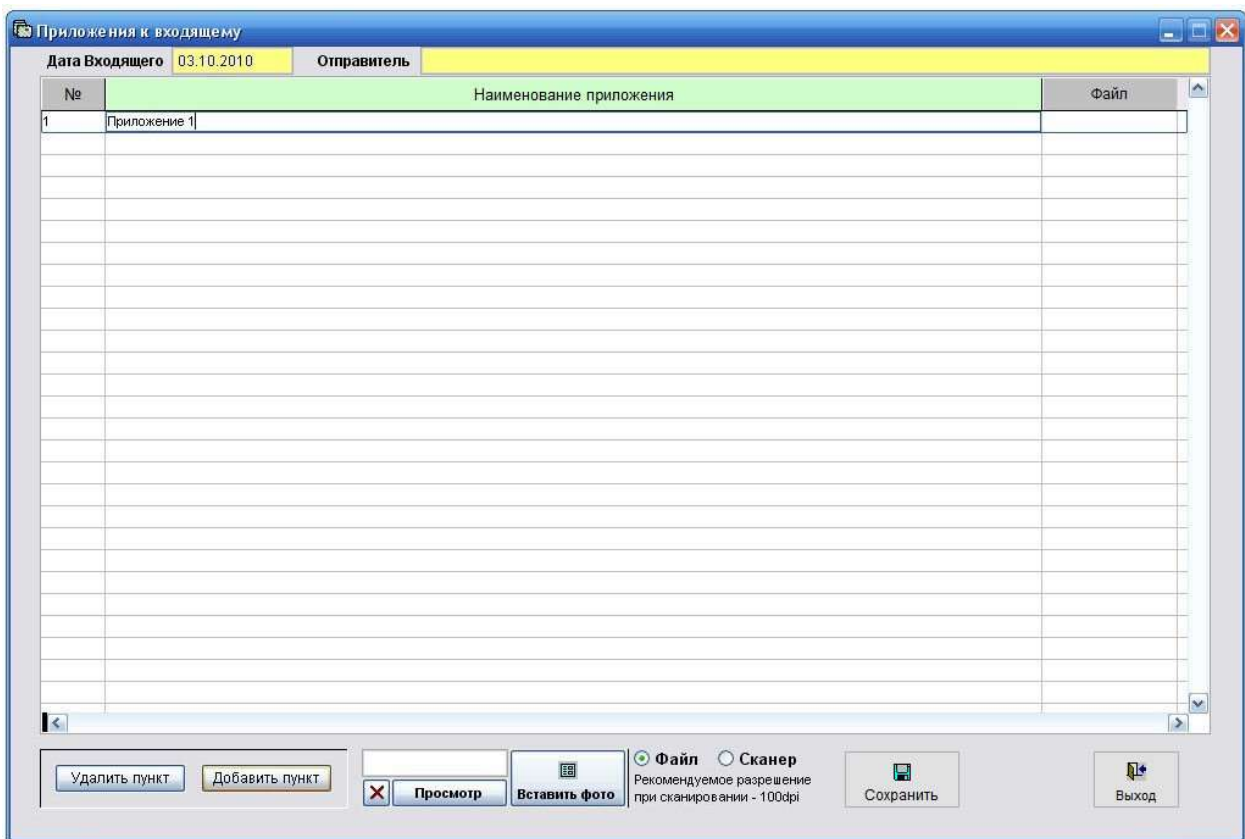 Приложения к входящему
Дата Входящего 03.10.2010 Отправитель
№ Наименование приложения Файл
1 Приложение 1
Удалить пункт Добавить пункт Просмотр Вставить фото
Файл Сканер
Рекомендуемое разрешение
при сканировании - 100dpi
Сохранить
Выход